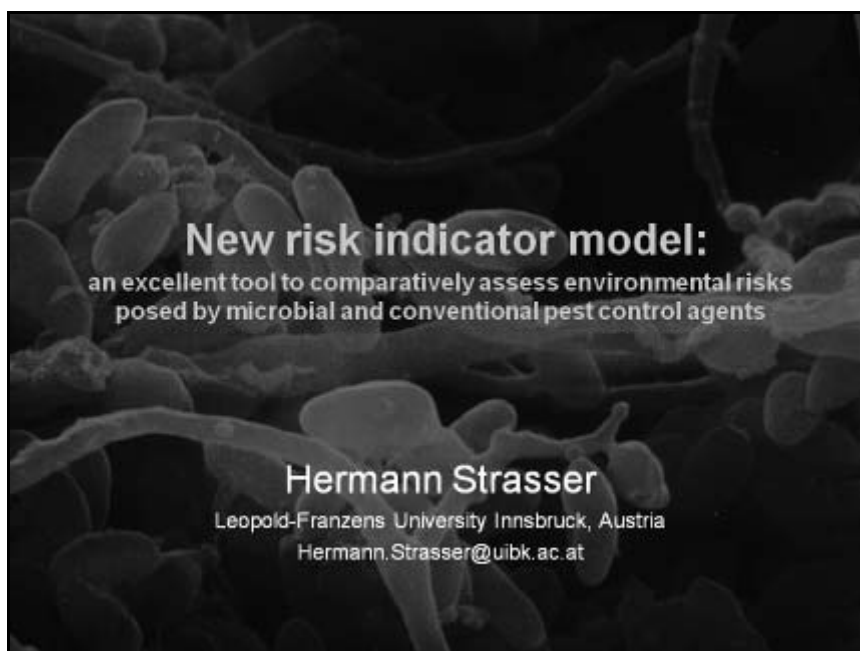 New risk indicator model:
an excellent tool to comparatively assess environmental risks
posed by microbial and conventional pest control agents
Hermann Strasser
Leopold-Franzens University Innsbruck, Austria
Hermann.Strasser@uibk.ac.at